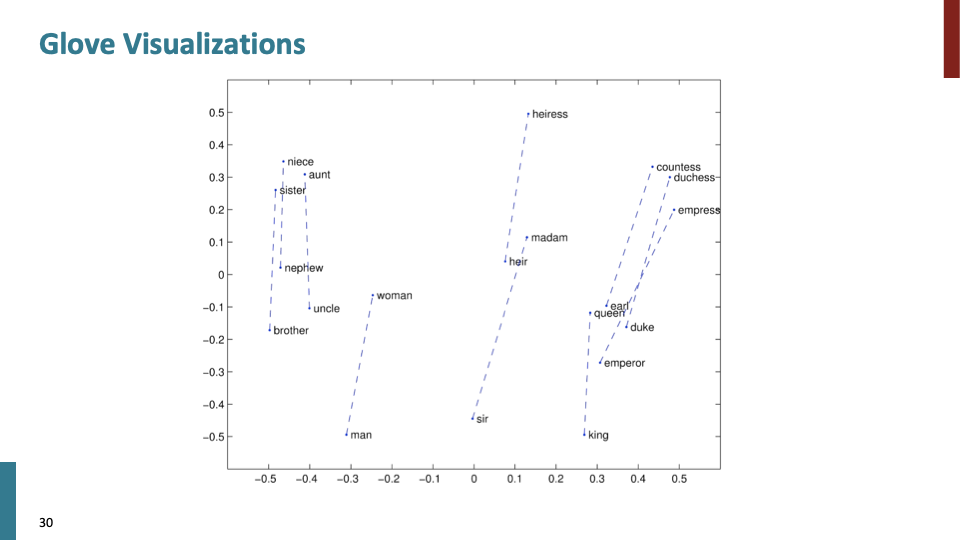 Glove Visualizations
0.5
0.4
0.3
0.2
0.1
0
−0.1
−0.2
−0.3
−0.4
−0.5
heiress
niece
countess
aunt
duchess
sister
empress
madam
heir
nephew
woman
earl
uncle
queen
duke
brother
emperor
sir
man
king
−0.5 −0.4 −0.3 −0.2 −0.1 0 0.1 0.2 0.3 0.4 0.5
30